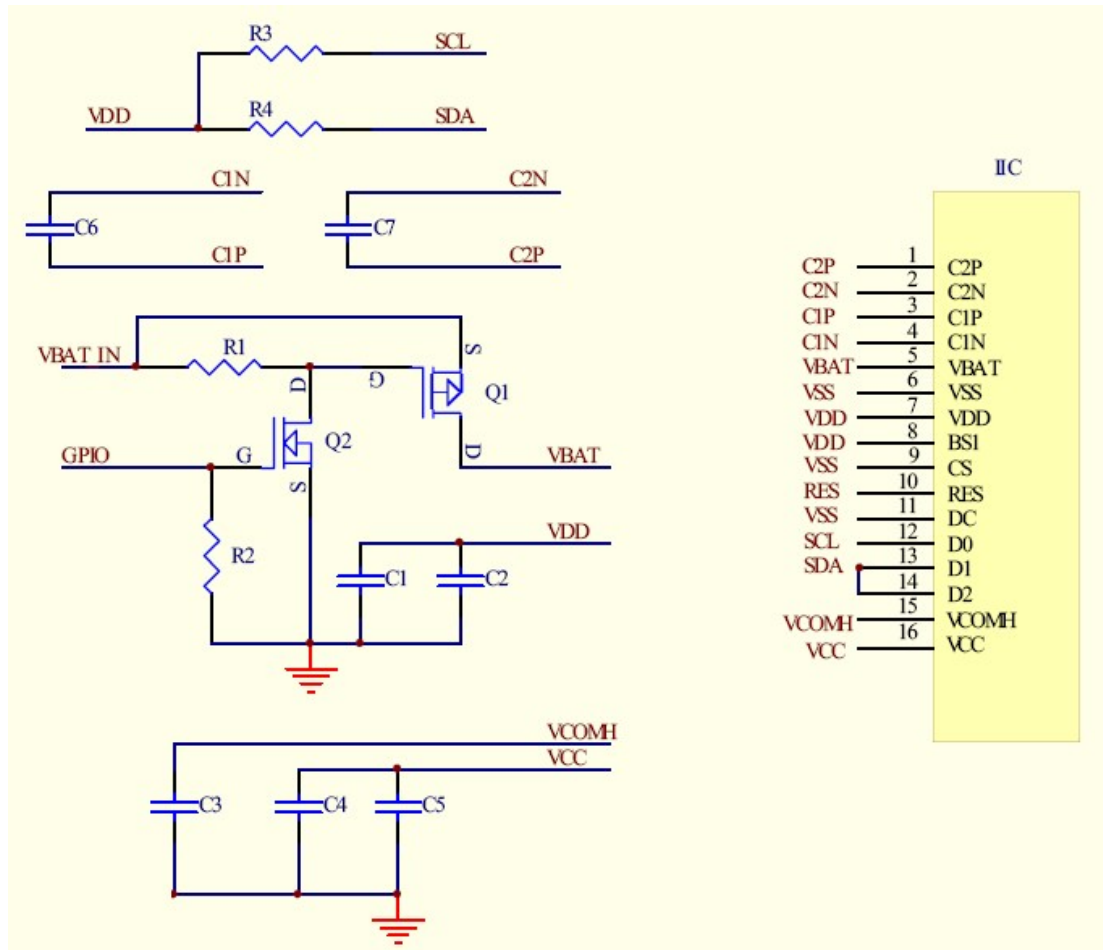 R3
SCL
VDD
R4
SDA
C1N
C6
C1P
C2N
C7
C2P
VBAT IN
R1
D
G
S
Q1
D
VBAT
GPIO
G
Q2
S
R2
VDD
C1
C2
VCOMH
VCC
C3
C4
C5
IIC
C2P 1 C2P
C2N 2 C2N
C1P 3 C1P
C1N 4 C1N
VBAT 5 VBAT
VSS 6 VSS
VDD 7 VDD
VDD 8 BS1
VSS 9 CS
RES 10 RES
VSS 11 DC
SCL 12 D0
SDA 13 D1
14 D2
VCOMH 15 VCOMH
VCC 16 VCC